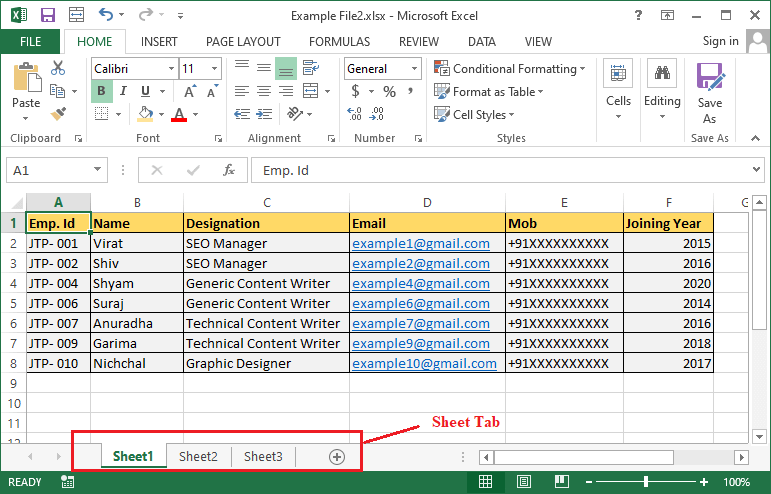 Example File2.xlsx - Microsoft Excel
FILE HOME INSERT PAGE LAYOUT FORMULAS REVIEW DATA VIEW Sign in
Calibri 11 General Conditional Formatting
B I U A A $ % , Format as Table
Paste A .00 .0 Cell Styles Cells Editing Save As
Clipboard Font Alignment Number Styles Save As
A1 fx Emp. Id
A B C D E F G
1 Emp. Id Name Designation Email Mob Joining Year
2 JTP- 001 Virat SEO Manager example1@gmail.com +91XXXXXXXXXX 2015
3 JTP- 002 Shiv SEO Manager example2@gmail.com +91XXXXXXXXXX 2016
4 JTP- 004 Shyam Generic Content Writer example4@gmail.com +91XXXXXXXXXX 2020
5 JTP- 006 Suraj Generic Content Writer example6@gmail.com +91XXXXXXXXXX 2014
6 JTP- 007 Anuradha Technical Content Writer example7@gmail.com +91XXXXXXXXXX 2016
7 JTP- 009 Garima Technical Content Writer example9@gmail.com +91XXXXXXXXXX 2018
8 JTP- 010 Nichchal Graphic Designer example10@gmail.com +91XXXXXXXXXX 2017
9
10
11
12
Sheet Tab
Sheet1 Sheet2 Sheet3
READY 100%